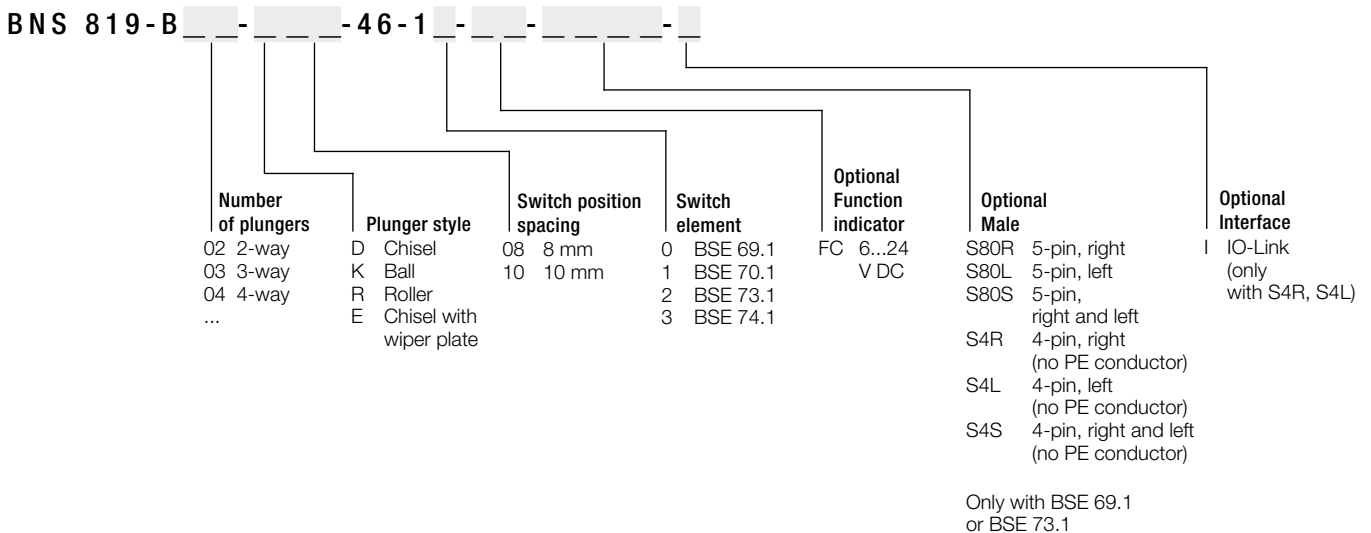 BNS 819-B_ _-_ _ _-46-1_-_ _-_ _ _ _-_
Number
of plungers
02 2-way
03 3-way
04 4-way
...
Plunger style
D Chisel
K Ball
R Roller
E Chisel with
wiper plate
Switch position
spacing
08 8 mm
10 10 mm
Switch
element
0 BSE 69.1
1 BSE 70.1
2 BSE 73.1
3 BSE 74.1
Optional
Function
indicator
FC 6...24
V DC
Optional
Male
S80R 5-pin, right
S80L 5-pin, left
S80S 5-pin,
right and left
S4R 4-pin, right
(no PE conductor)
S4L 4-pin, left
(no PE conductor)
S4S 4-pin, right and left
(no PE conductor)
Only with BSE 69.1
or BSE 73.1
Optional
Interface
I IO-Link
(only
with S4R, S4L)